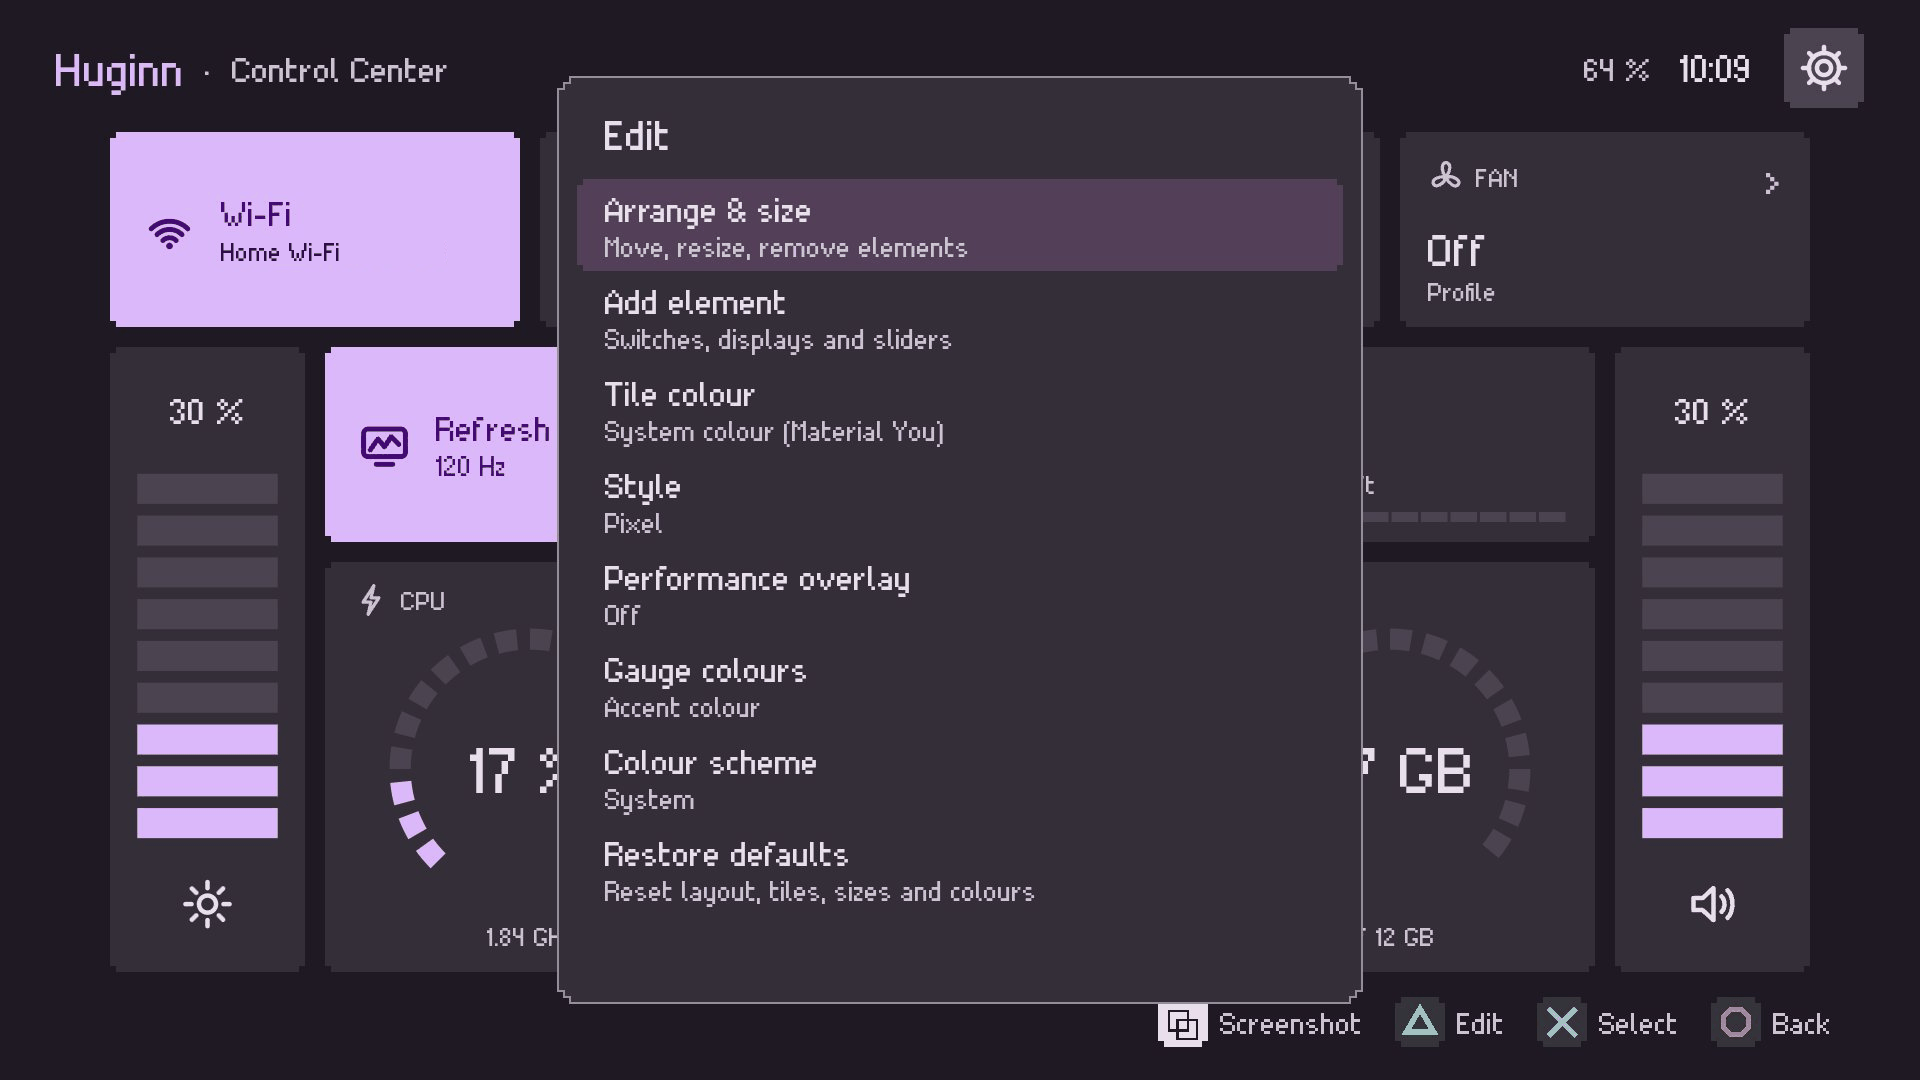 Huginn · Control Center
64 % 10:09
Wi-Fi
Home Wi-Fi
FAN
Off
Profile
30 %
Refresh
120 Hz
CPU
17
1.84
Edit
Arrange & size
Move, resize, remove elements
Add element
Switches, displays and sliders
Tile colour
System colour (Material You)
Style
Pixel
Performance overlay
Off
Gauge colours
Accent colour
Colour scheme
System
Restore defaults
Reset layout, tiles, sizes and colours
GB
12 GB
30 %
Screenshot
Edit
Select
Back